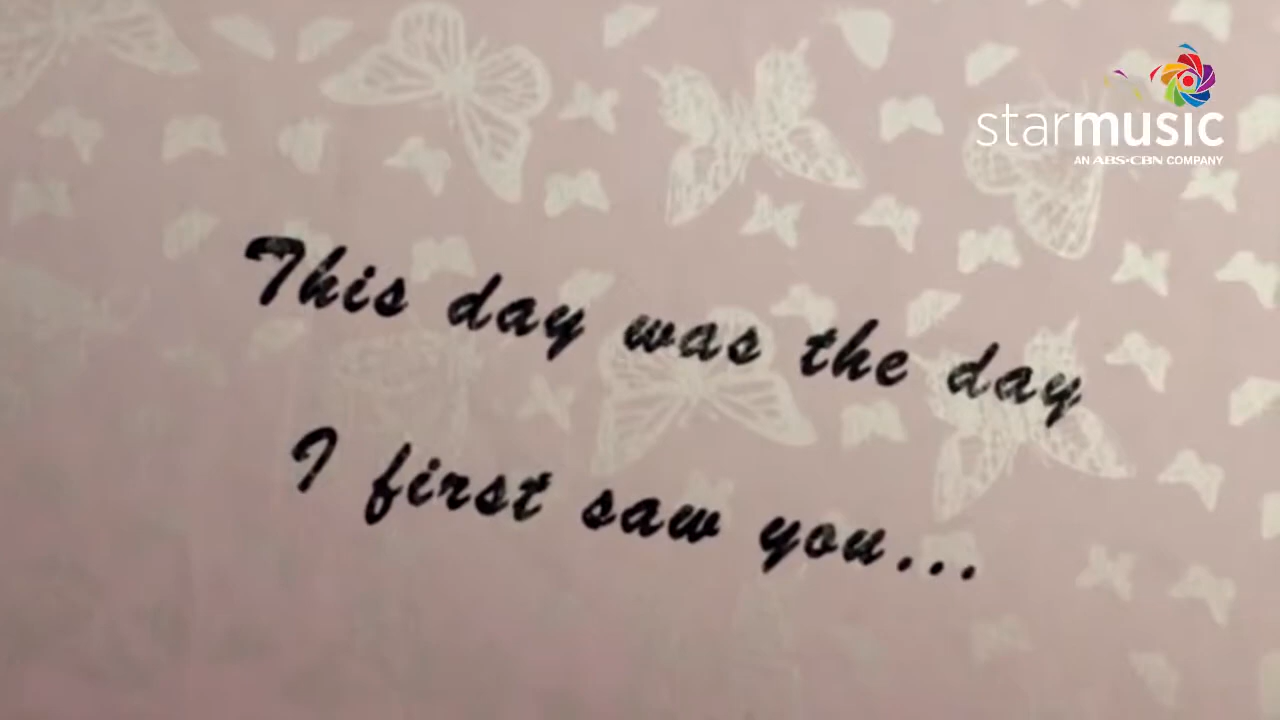 starmusic
AN ABS-CBN COMPANY
This day was the day
I first saw you...